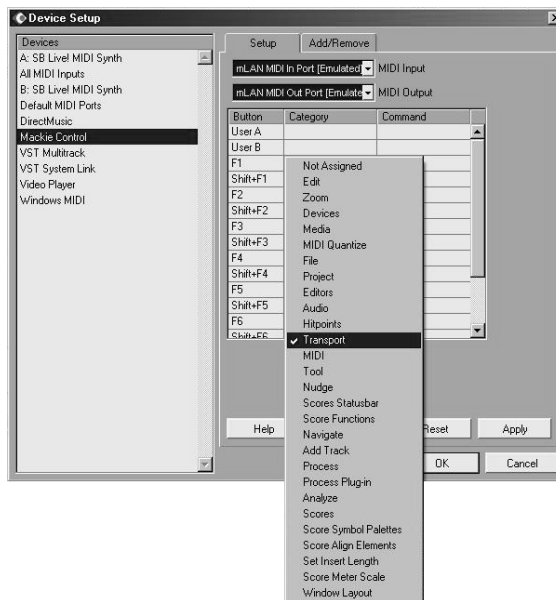 Device Setup
Devices
A: SB Live! MIDI Synth
All MIDI Inputs
B: SB Live! MIDI Synth
Default MIDI Ports
DirectMusic
Mackie Control
VST Multitrack
VST System Link
Video Player
Windows MIDI
Setup
Add/Remove
mLAN MIDI In Port [Emulated]
MIDI Input
mLAN MIDI Out Port [Emulate
MIDI Output
Button Category Command
User A
User B
F1
Shift+F1
F2
Shift+F2
F3
Shift+F3
F4
Shift+F4
F5
Shift+F5
F6
Shift+F6
Not Assigned
Edit
Zoom
Devices
Media
MIDI Quantize
File
Project
Editors
Audio
Hitpoints
Transport
MIDI
Tool
Nudge
Scores Statusbar
Score Functions
Navigate
Add Track
Process
Process Plug-in
Analyze
Scores
Score Symbol Palettes
Score Align Elements
Set Insert Length
Score Meter Scale
Window Layout
Help
Reset
Apply
OK
Cancel